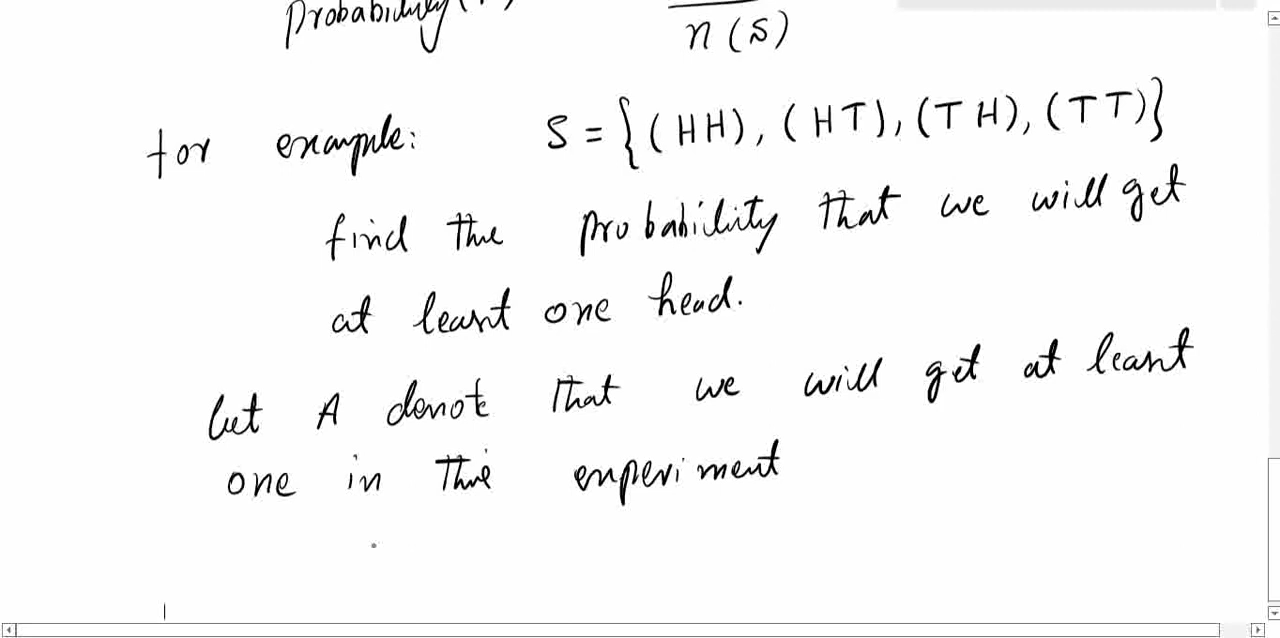 Probability
n (S)
for example: S = {(HH), (HT), (TH), (TT)}
find the probability that we will get
at least one head.
let A denote that we will get at least
one in the experiment